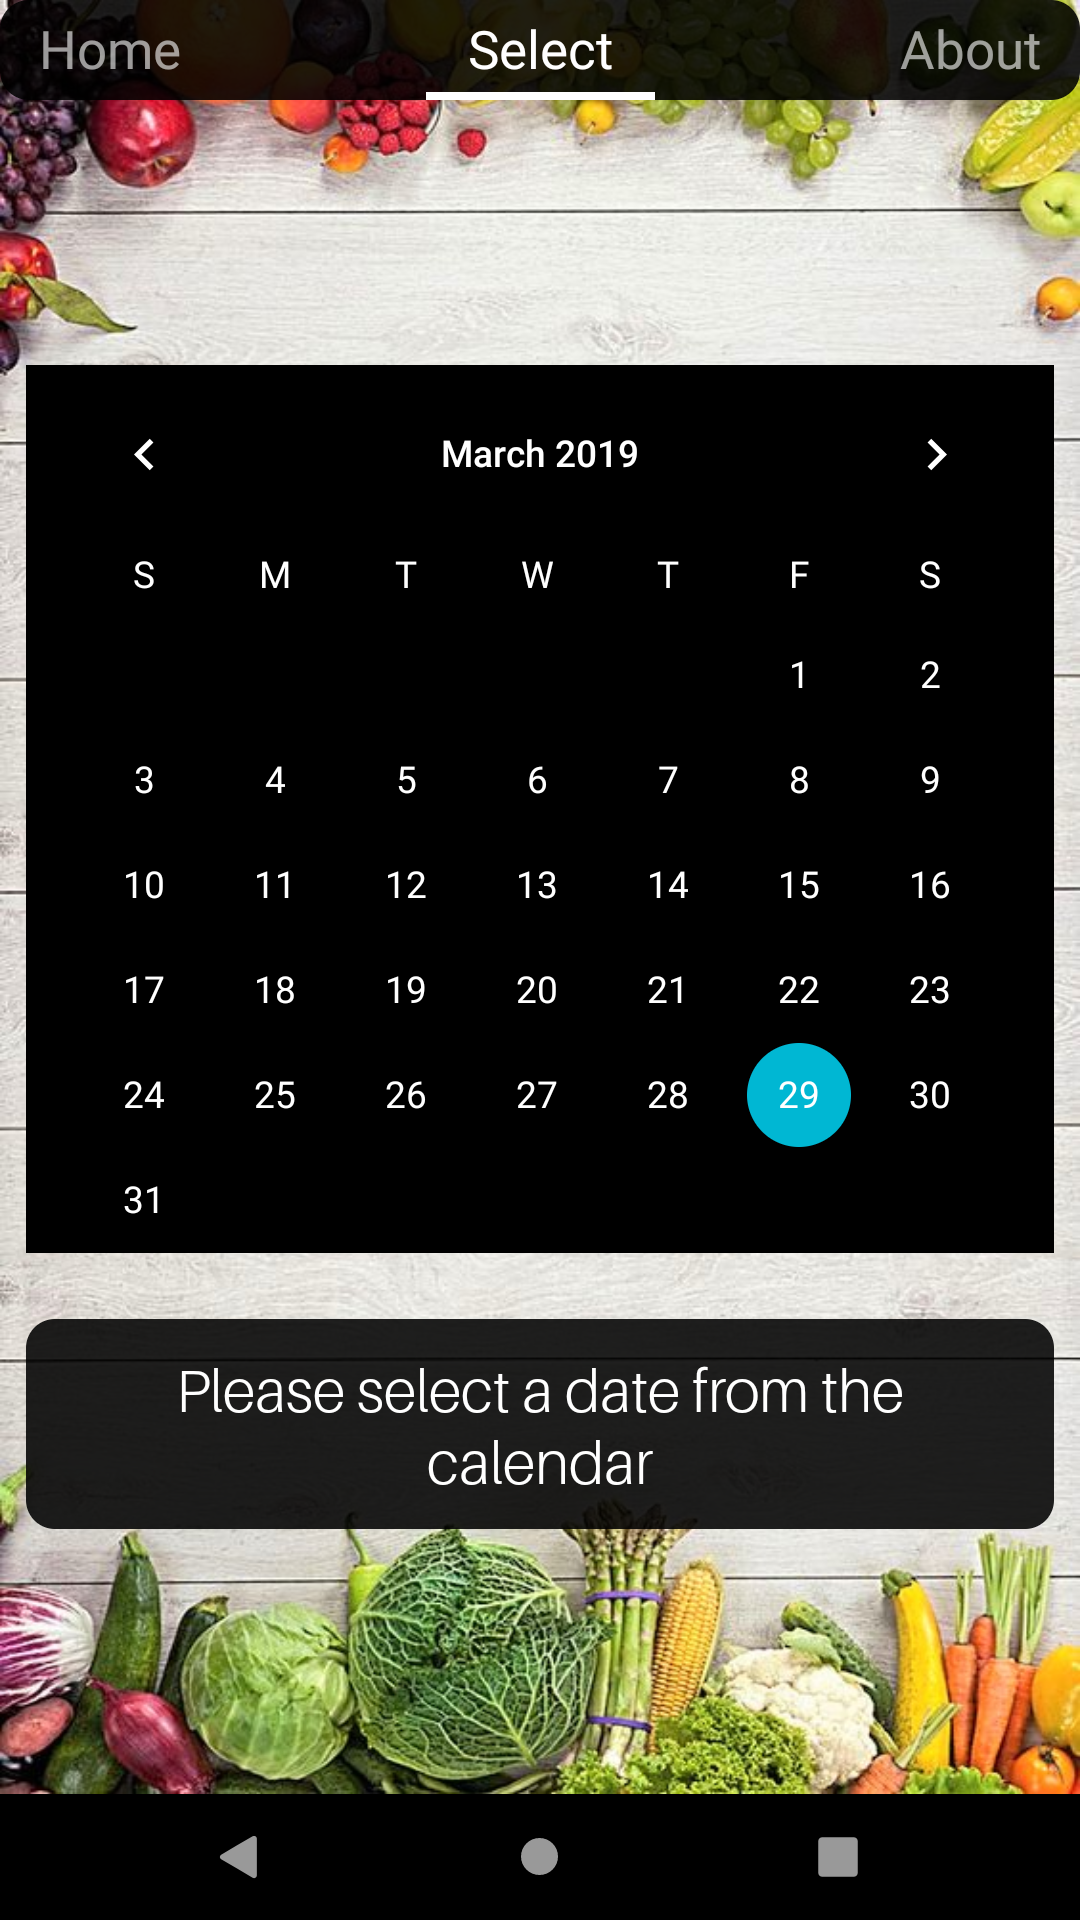 Home Select About
March 2019
S M T W T F S
1 2
3 4 5 6 7 8 9
10 11 12 13 14 15 16
17 18 19 20 21 22 23
24 25 26 27 28 29 30
31
Please select a date from the
calendar